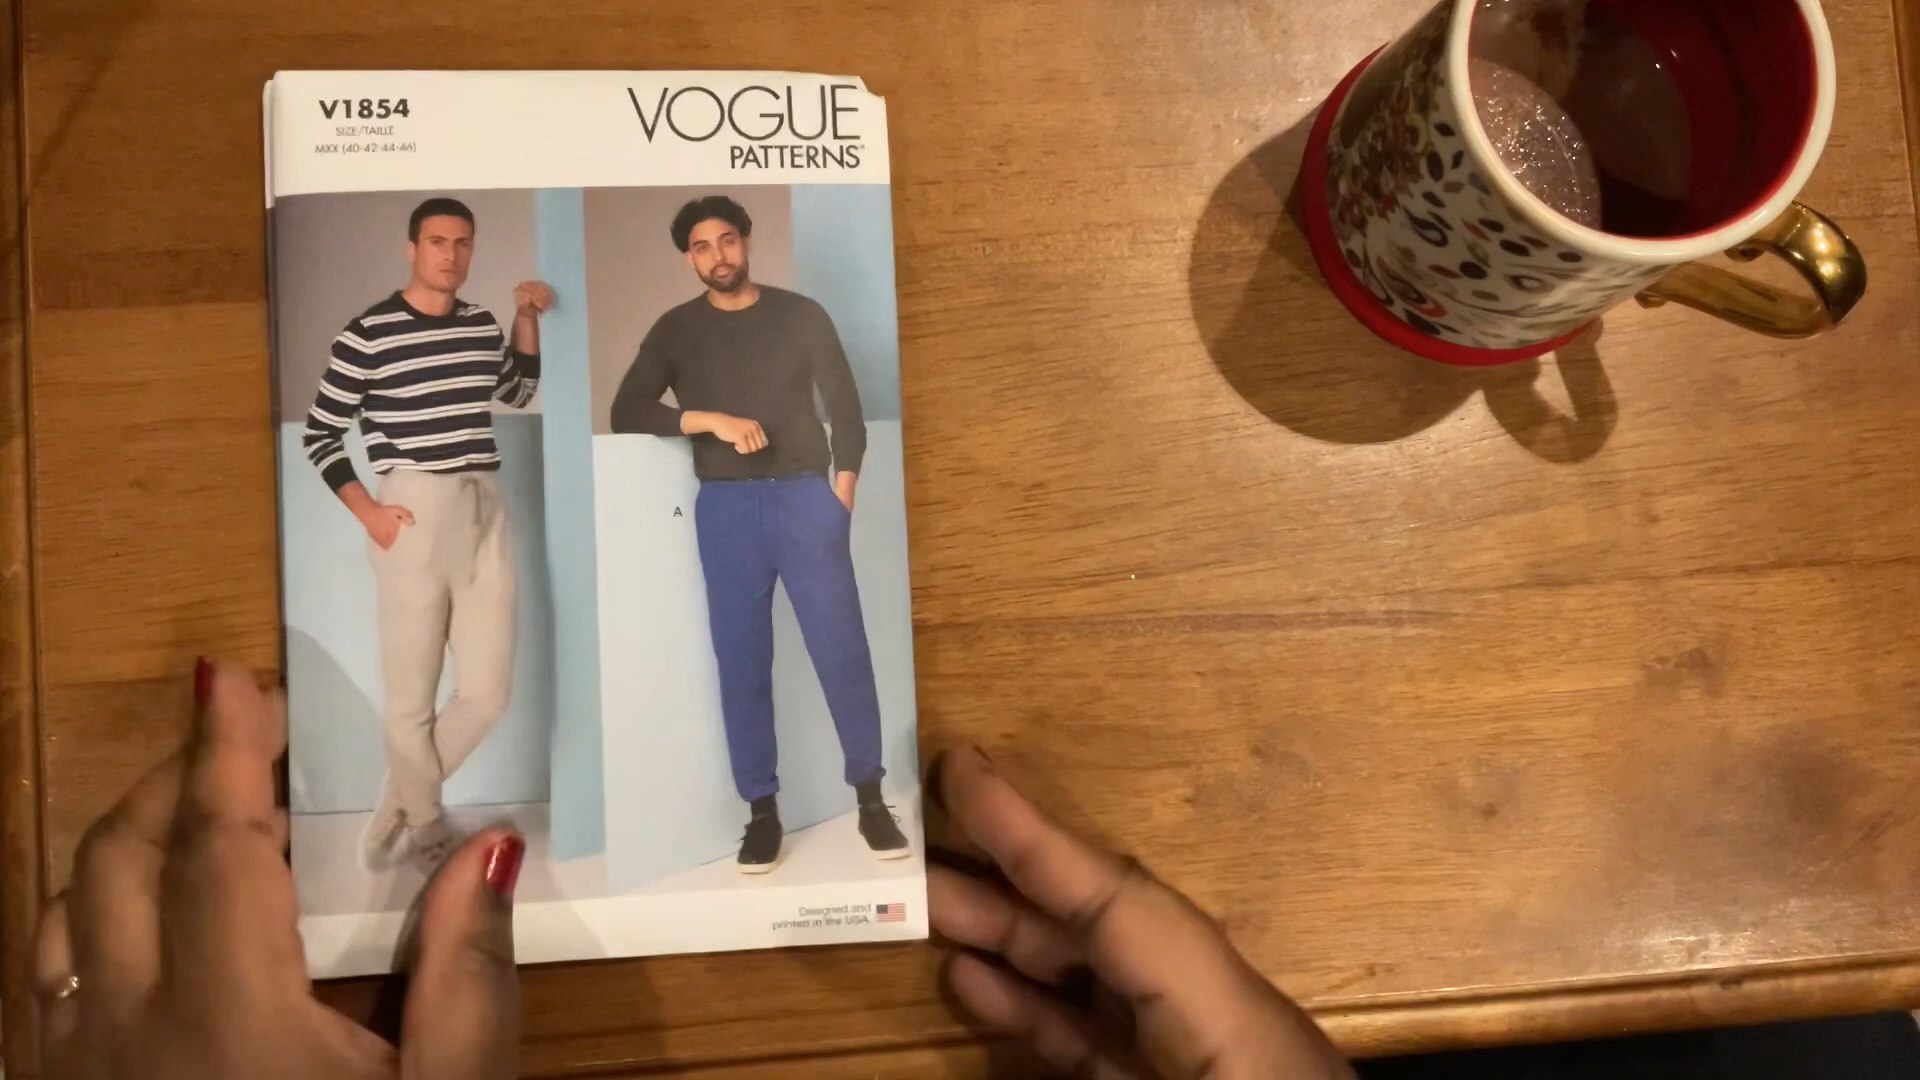 V1854
SIZE/TAILLE
MXX (40-42-44-46)
VOGUE
PATTERNS
A
Designed and
printed in the USA.